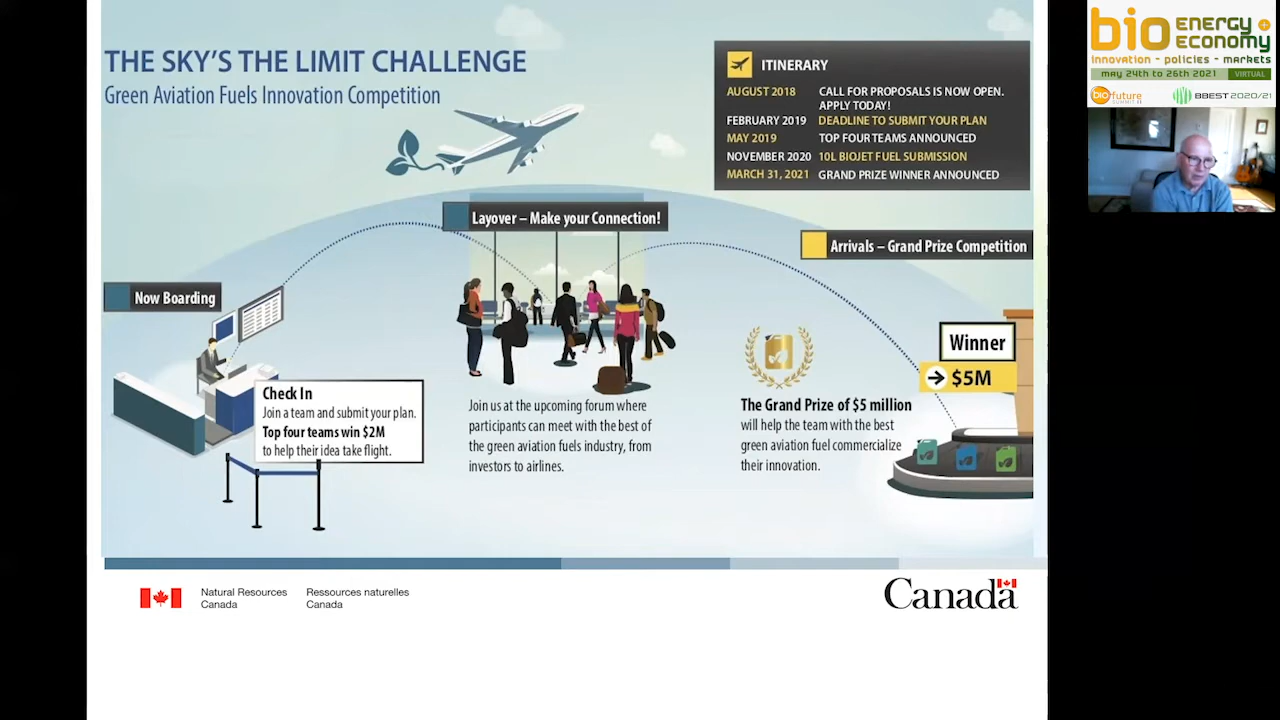 THE SKY'S THE LIMIT CHALLENGE
Green Aviation Fuels Innovation Competition
ITINERARY
AUGUST 2018 CALL FOR PROPOSALS IS NOW OPEN.
APPLY TODAY!
FEBRUARY 2019 DEADLINE TO SUBMIT YOUR PLAN
MAY 2019 TOP FOUR TEAMS ANNOUNCED
NOVEMBER 2020 10L BIOJET FUEL SUBMISSION
MARCH 31, 2021 GRAND PRIZE WINNER ANNOUNCED
Now Boarding
Check In
Join a team and submit your plan.
Top four teams win $2M
to help their idea take flight.
Layover – Make your Connection!
Join us at the upcoming forum where
participants can meet with the best of
the green aviation fuels industry, from
investors to airlines.
Arrivals – Grand Prize Competition
Winner
$5M
The Grand Prize of $5 million
will help the team with the best
green aviation fuel commercialize
their innovation.
Natural Resources
Canada
Ressources naturelles
Canada
Canada
bio ENERGY +
ECONOMY
innovation - policies - markets
may 24th to 26th 2021 VIRTUAL
biofuture
SUMMIT II
BBEST 2020/21